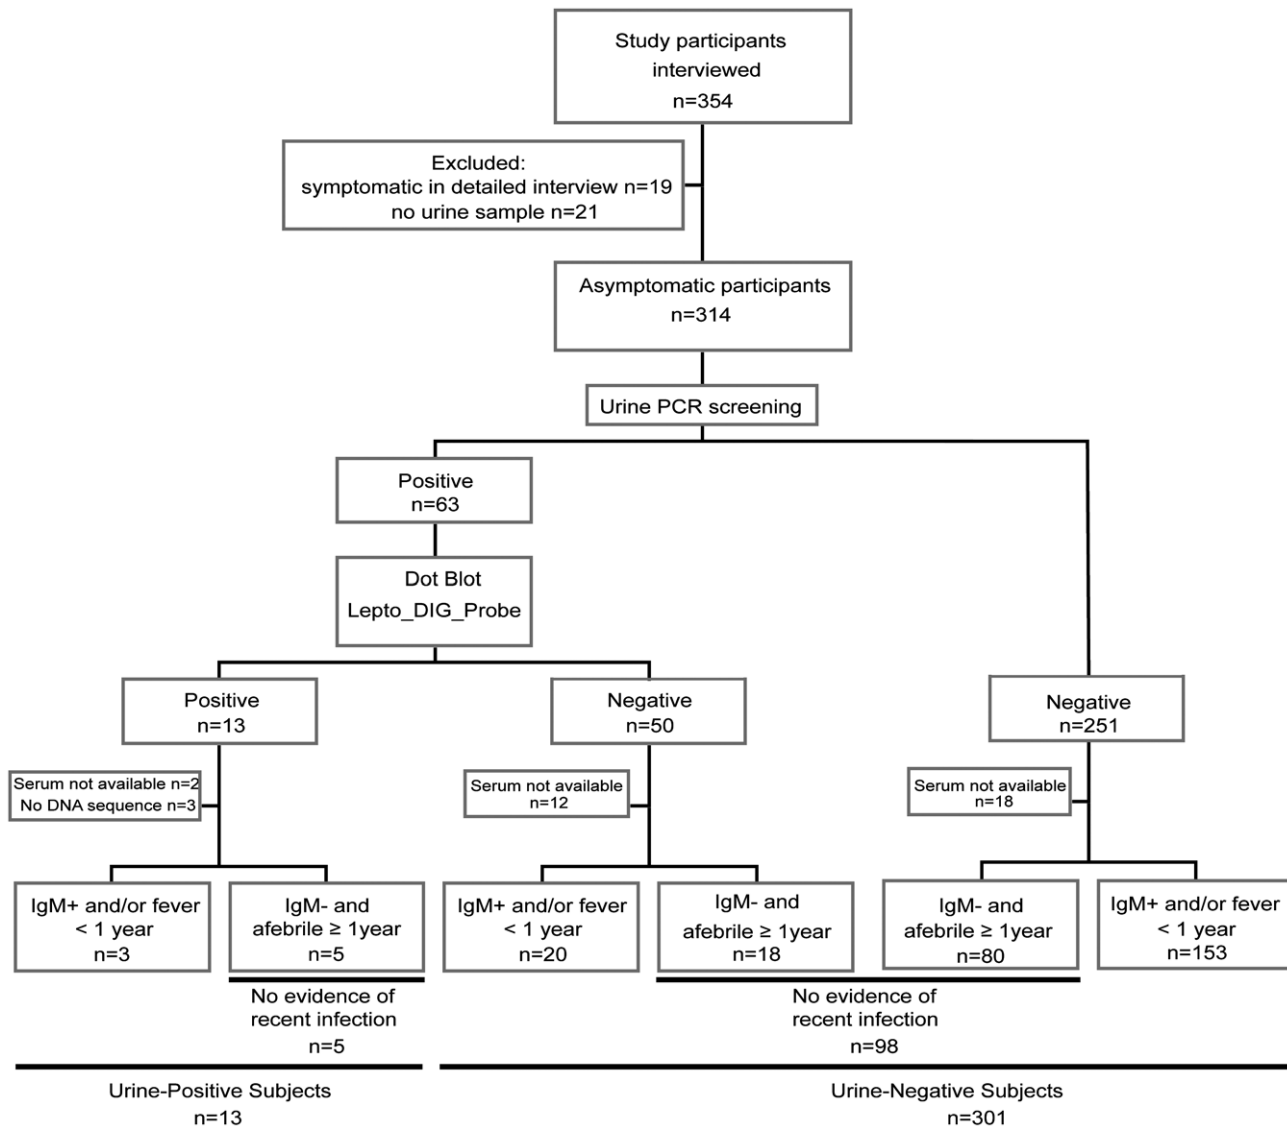 Study participants
interviewed
n=354
Excluded:
symptomatic in detailed interview n=19
no urine sample n=21
Asymptomatic participants
n=314
Urine PCR screening
Positive
n=63
Dot Blot
Lepto_DIG_Probe
Positive
n=13
Negative
n=50
Negative
n=251
Serum not available n=2
No DNA sequence n=3
Serum not available
n=12
Serum not available
n=18
IgM+ and/or fever
< 1 year
n=3
IgM- and
afebrile ≥ 1year
n=5
IgM+ and/or fever
< 1 year
n=20
IgM- and
afebrile ≥ 1year
n=18
IgM- and
afebrile ≥ 1year
n=80
IgM+ and/or fever
< 1 year
n=153
No evidence of
recent infection
n=5
No evidence of
recent infection
n=98
Urine-Positive Subjects
n=13
Urine-Negative Subjects
n=301